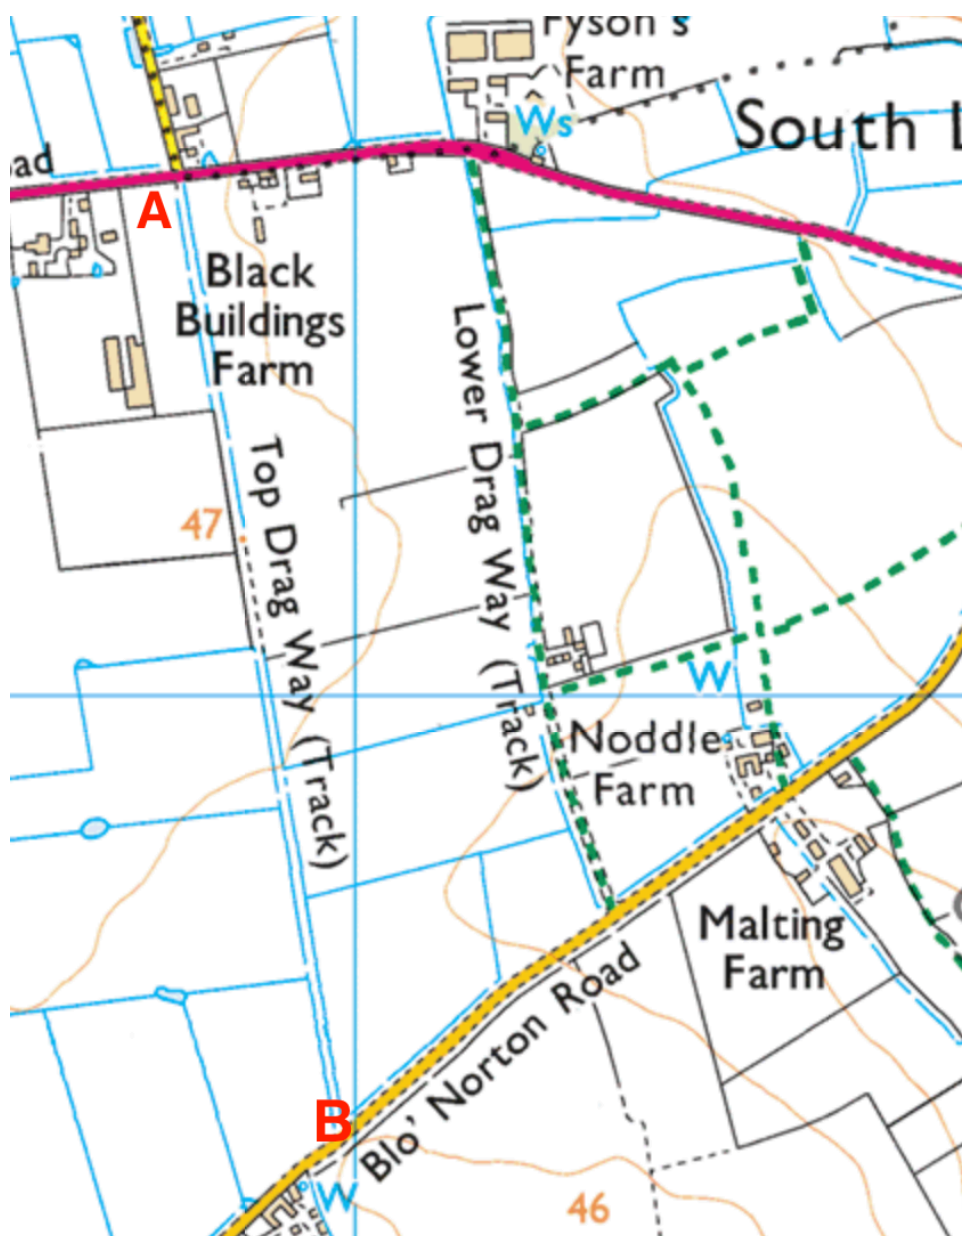 Fyson's
Farm
Ws
South L
ad
A
Black
Buildings
Farm
Lower Drag Way (Track)
Top Drag Way (Track)
47
W
Noddle
Farm
Malting
Farm
Blo' Norton Road
B
W
46